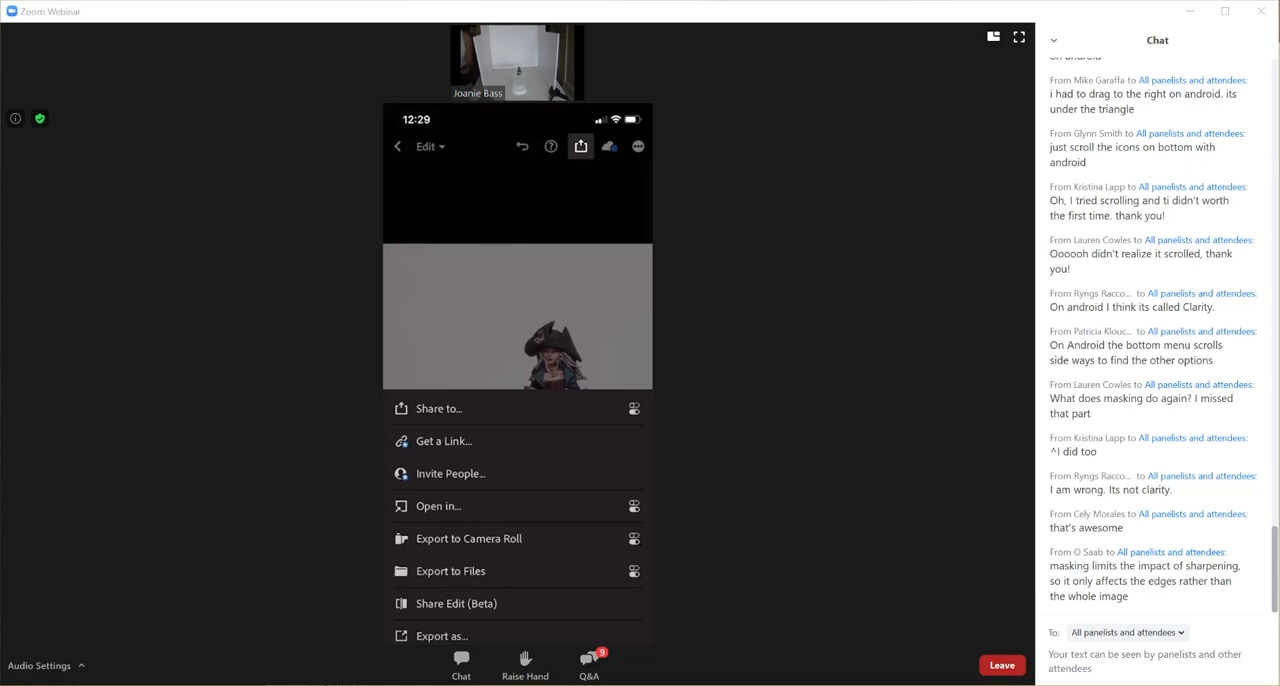 Zoom Webinar
Joanie Bass
12:29
Edit
Share to...
Get a Link...
Invite People...
Open in...
Export to Camera Roll
Export to Files
Share Edit (Beta)
Export as...
Audio Settings
Chat
Raise Hand
9
Q&A
Leave
Chat
on android
From Mike Garaffa to All panelists and attendees:
i had to drag to the right on android. its
under the triangle
From Glynn Smith to All panelists and attendees:
just scroll the icons on bottom with
android
From Kristina Lapp to All panelists and attendees:
Oh, I tried scrolling and ti didn't worth
the first time. thank you!
From Lauren Cowles to All panelists and attendees:
Oooooh didn't realize it scrolled, thank
you!
From Ryngs Racco... to All panelists and attendees:
On android I think its called Clarity.
From Patricia Klouc... to All panelists and attendees:
On Android the bottom menu scrolls
side ways to find the other options
From Lauren Cowles to All panelists and attendees:
What does masking do again? I missed
that part
From Kristina Lapp to All panelists and attendees:
^I did too
From Ryngs Racco... to All panelists and attendees:
I am wrong. Its not clarity.
From Cely Morales to All panelists and attendees:
that's awesome
From O Saab to All panelists and attendees:
masking limits the impact of sharpening,
so it only affects the edges rather than
the whole image
To: All panelists and attendees
Your text can be seen by panelists and other
attendees